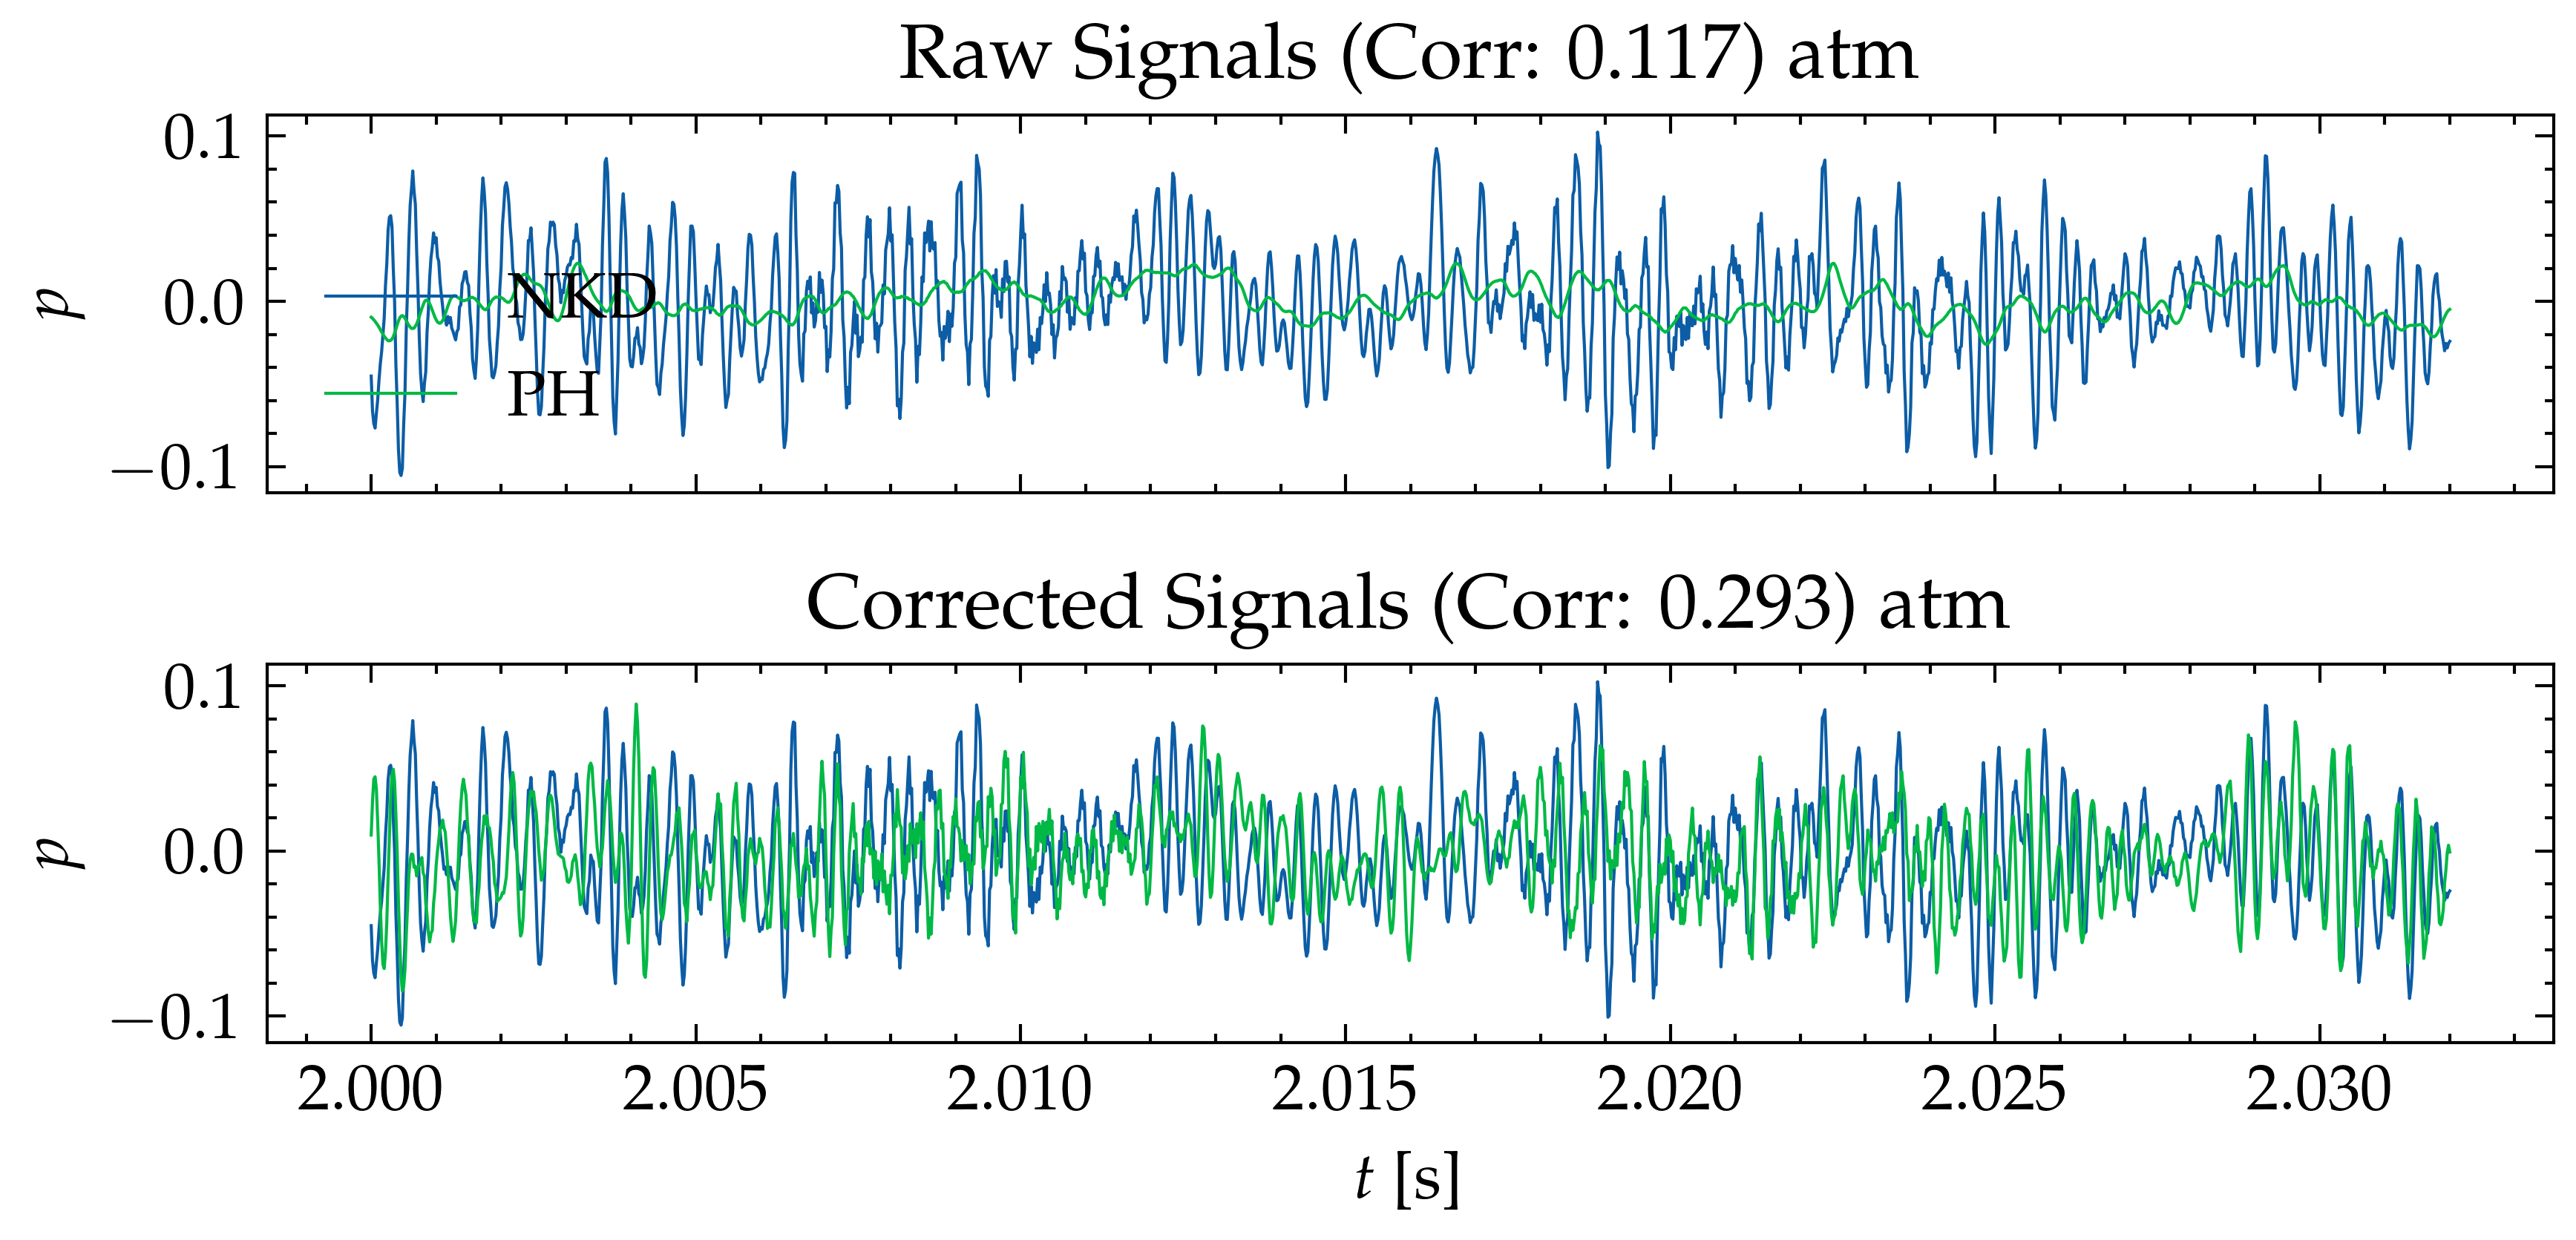 Raw Signals (Corr: 0.117) atm
0.1
0.0
−0.1
p
NKD
PH
Corrected Signals (Corr: 0.293) atm
0.1
0.0
−0.1
p
2.000 2.005 2.010 2.015 2.020 2.025 2.030
t [s]